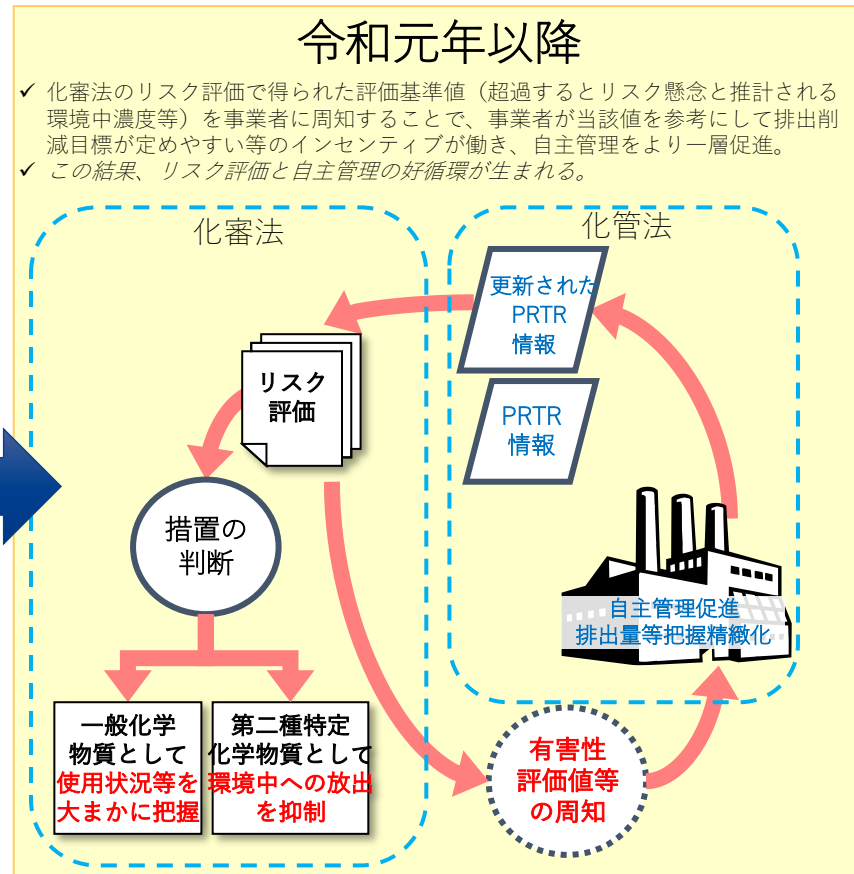 令和元年以降
✓ 化審法のリスク評価で得られた評価基準値（超過するとリスク懸念と推計される
環境中濃度等）を事業者に周知することで、事業者が当該値を参考にして排出削
減目標が定めやすい等のインセンティブが働き、自主管理をより一層促進。
✓ この結果、リスク評価と自主管理の好循環が生まれる。
化審法
化管法
更新された
PRTR
情報
リスク
評価
PRTR
情報
措置の
判断
自主管理促進
排出量等把握精緻化
一般化学
物質として
使用状況等を
大まかに把握
第二種特定
化学物質として
環境中への放出
を抑制
有害性
評価値等
の周知